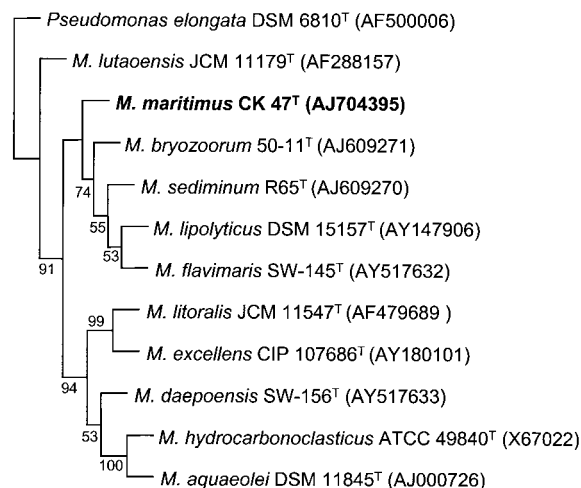 Pseudomonas elongata DSM 6810ᵀ (AF500006)
M. lutaoensis JCM 11179ᵀ (AF288157)
M. maritimus CK 47ᵀ (AJ704395)
M. bryozoorum 50-11ᵀ (AJ609271)
74
M. sediminum R65ᵀ (AJ609270)
55
M. lipolyticus DSM 15157ᵀ (AY147906)
53
M. flavimaris SW-145ᵀ (AY517632)
91
M. litoralis JCM 11547ᵀ (AF479689 )
99
M. excellens CIP 107686ᵀ (AY180101)
94
M. daepoensis SW-156ᵀ (AY517633)
53
M. hydrocarbonoclasticus ATCC 49840ᵀ (X67022)
100
M. aquaeolei DSM 11845ᵀ (AJ000726)